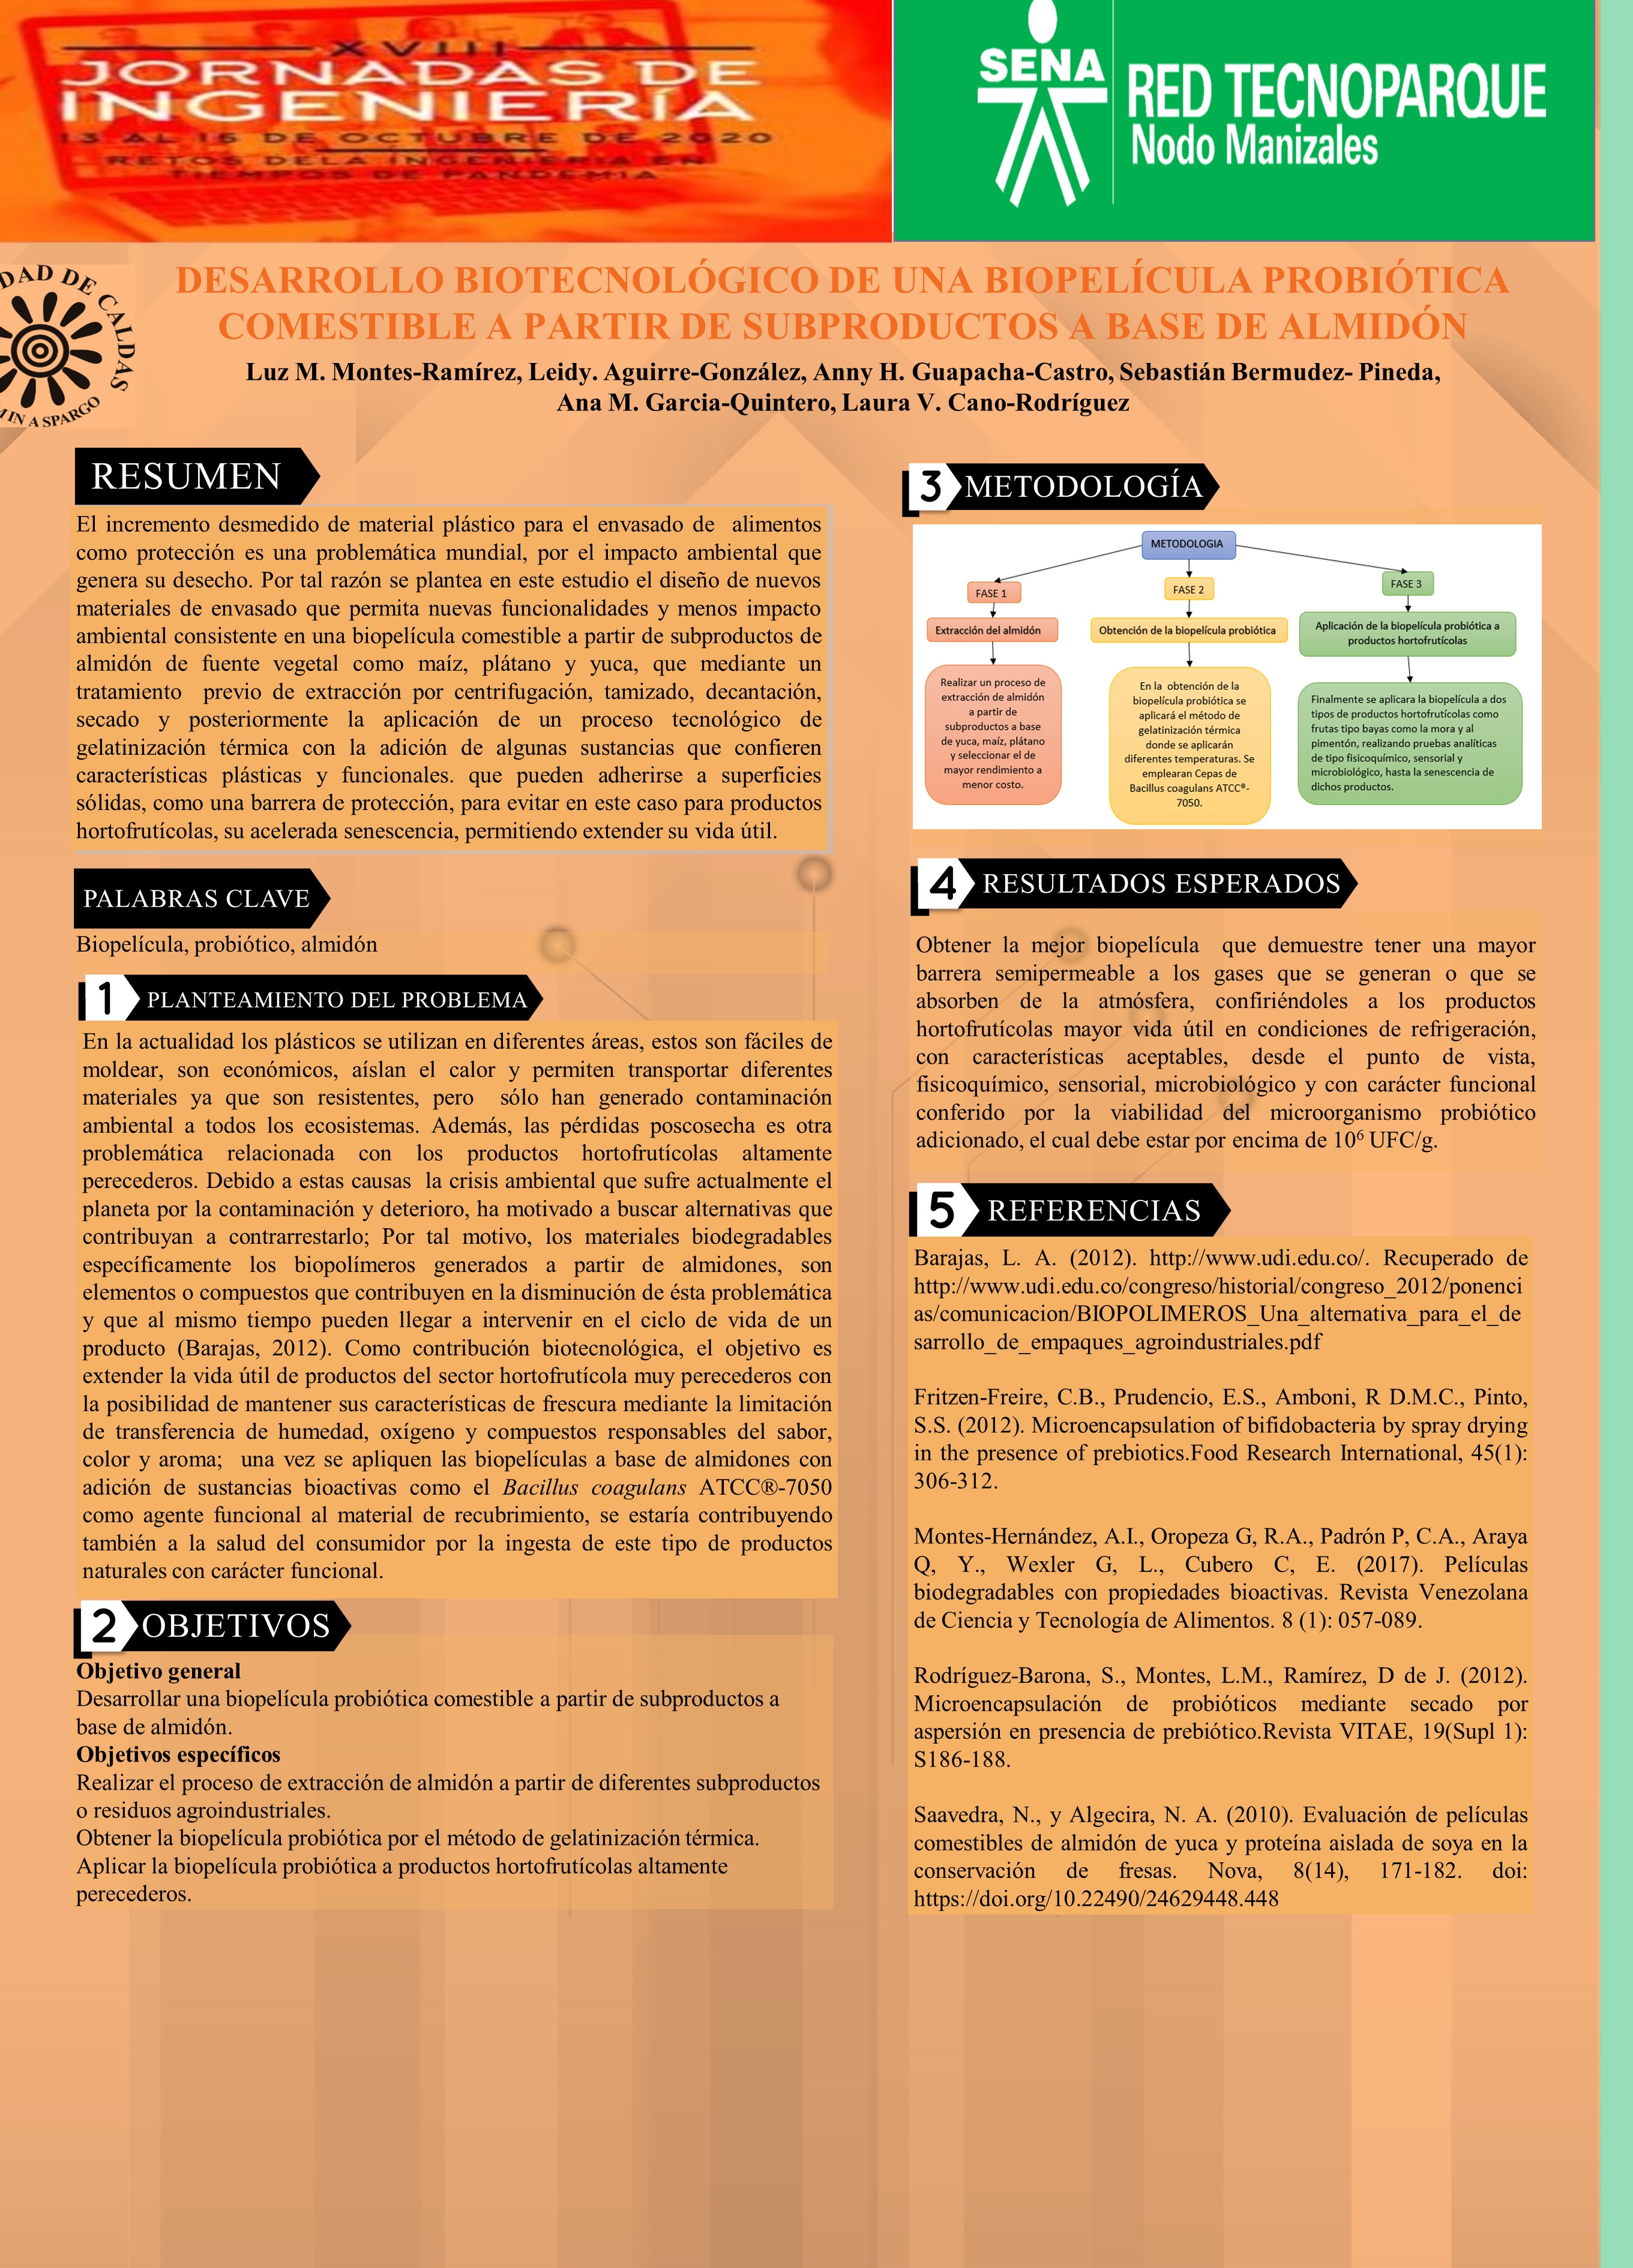 XVIII
JORNADAS DE
INGENIERÍA
13 AL 15 DE OCTUBRE DE 2020
RETOS DELA INGENIERIA EN
TIEMPOS DE PANDEMIA
SENA
RED TECNOPARQUE
Nodo Manizales
DAD DE CALDAS
IN A SPARGO
DESARROLLO BIOTECNOLÓGICO DE UNA BIOPELÍCULA PROBIÓTICA
COMESTIBLE A PARTIR DE SUBPRODUCTOS A BASE DE ALMIDÓN
Luz M. Montes-Ramírez, Leidy. Aguirre-González, Anny H. Guapacha-Castro, Sebastián Bermudez- Pineda,
Ana M. Garcia-Quintero, Laura V. Cano-Rodríguez
RESUMEN
El incremento desmedido de material plástico para el envasado de alimentos
como protección es una problemática mundial, por el impacto ambiental que
genera su desecho. Por tal razón se plantea en este estudio el diseño de nuevos
materiales de envasado que permita nuevas funcionalidades y menos impacto
ambiental consistente en una biopelícula comestible a partir de subproductos de
almidón de fuente vegetal como maíz, plátano y yuca, que mediante un
tratamiento previo de extracción por centrifugación, tamizado, decantación,
secado y posteriormente la aplicación de un proceso tecnológico de
gelatinización térmica con la adición de algunas sustancias que confieren
características plásticas y funcionales. que pueden adherirse a superficies
sólidas, como una barrera de protección, para evitar en este caso para productos
hortofrutícolas, su acelerada senescencia, permitiendo extender su vida útil.
PALABRAS CLAVE
Biopelícula, probiótico, almidón
1 PLANTEAMIENTO DEL PROBLEMA
En la actualidad los plásticos se utilizan en diferentes áreas, estos son fáciles de
moldear, son económicos, aíslan el calor y permiten transportar diferentes
materiales ya que son resistentes, pero sólo han generado contaminación
ambiental a todos los ecosistemas. Además, las pérdidas poscosecha es otra
problemática relacionada con los productos hortofrutícolas altamente
perecederos. Debido a estas causas la crisis ambiental que sufre actualmente el
planeta por la contaminación y deterioro, ha motivado a buscar alternativas que
contribuyan a contrarrestarlo; Por tal motivo, los materiales biodegradables
específicamente los biopolímeros generados a partir de almidones, son
elementos o compuestos que contribuyen en la disminución de ésta problemática
y que al mismo tiempo pueden llegar a intervenir en el ciclo de vida de un
producto (Barajas, 2012). Como contribución biotecnológica, el objetivo es
extender la vida útil de productos del sector hortofrutícola muy perecederos con
la posibilidad de mantener sus características de frescura mediante la limitación
de transferencia de humedad, oxígeno y compuestos responsables del sabor,
color y aroma; una vez se apliquen las biopelículas a base de almidones con
adición de sustancias bioactivas como el Bacillus coagulans ATCC®-7050
como agente funcional al material de recubrimiento, se estaría contribuyendo
también a la salud del consumidor por la ingesta de este tipo de productos
naturales con carácter funcional.
2 OBJETIVOS
Objetivo general
Desarrollar una biopelícula probiótica comestible a partir de subproductos a
base de almidón.
Objetivos específicos
Realizar el proceso de extracción de almidón a partir de diferentes subproductos
o residuos agroindustriales.
Obtener la biopelícula probiótica por el método de gelatinización térmica.
Aplicar la biopelícula probiótica a productos hortofrutícolas altamente
perecederos.
3 METODOLOGÍA
METODOLOGIA
FASE 1
Extracción del almidón
Realizar un proceso de
extracción de almidón
a partir de
subproductos a base
de yuca, maíz, plátano
y seleccionar el de
mayor rendimiento a
menor costo.
FASE 2
Obtención de la biopelícula probiótica
En la obtención de la
biopelícula probiótica se
aplicará el método de
gelatinización térmica
donde se aplicarán
diferentes temperaturas. Se
emplearan Cepas de
Bacillus coagulans ATCC®-
7050.
FASE 3
Aplicación de la biopelícula probiótica a
productos hortofrutícolas
Finalmente se aplicara la biopelícula a dos
tipos de productos hortofrutícolas como
frutas tipo bayas como la mora y al
pimentón, realizando pruebas analíticas
de tipo fisicoquímico, sensorial y
microbiológico, hasta la senescencia de
dichos productos.
4 RESULTADOS ESPERADOS
Obtener la mejor biopelícula que demuestre tener una mayor
barrera semipermeable a los gases que se generan o que se
absorben de la atmósfera, confiriéndoles a los productos
hortofrutícolas mayor vida útil en condiciones de refrigeración,
con características aceptables, desde el punto de vista,
fisicoquímico, sensorial, microbiológico y con carácter funcional
conferido por la viabilidad del microorganismo probiótico
adicionado, el cual debe estar por encima de 10⁶ UFC/g.
5 REFERENCIAS
Barajas, L. A. (2012). http://www.udi.edu.co/. Recuperado de
http://www.udi.edu.co/congreso/historial/congreso_2012/ponenci
as/comunicacion/BIOPOLIMEROS_Una_alternativa_para_el_de
sarrollo_de_empaques_agroindustriales.pdf
Fritzen-Freire, C.B., Prudencio, E.S., Amboni, R D.M.C., Pinto,
S.S. (2012). Microencapsulation of bifidobacteria by spray drying
in the presence of prebiotics.Food Research International, 45(1):
306-312.
Montes-Hernández, A.I., Oropeza G, R.A., Padrón P, C.A., Araya
Q, Y., Wexler G, L., Cubero C, E. (2017). Películas
biodegradables con propiedades bioactivas. Revista Venezolana
de Ciencia y Tecnología de Alimentos. 8 (1): 057-089.
Rodríguez-Barona, S., Montes, L.M., Ramírez, D de J. (2012).
Microencapsulación de probióticos mediante secado por
aspersión en presencia de prebiótico.Revista VITAE, 19(Supl 1):
S186-188.
Saavedra, N., y Algecira, N. A. (2010). Evaluación de películas
comestibles de almidón de yuca y proteína aislada de soya en la
conservación de fresas. Nova, 8(14), 171-182. doi:
https://doi.org/10.22490/24629448.448